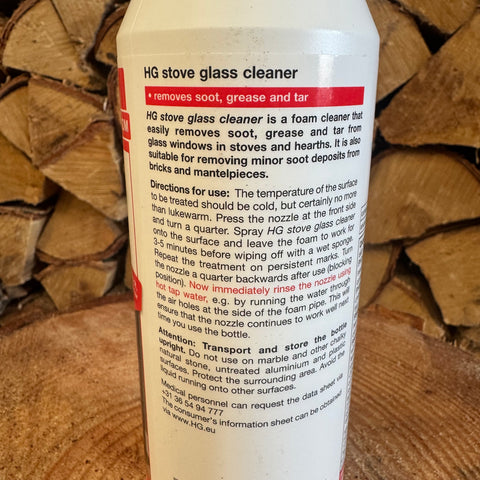 HG stove glass cleaner
• removes soot, grease and tar
HG stove glass cleaner is a foam cleaner that
easily removes soot, grease and tar from
glass windows in stoves and hearths. It is also
suitable for removing minor soot deposits from
bricks and mantelpieces.
Directions for use: The temperature of the surface
to be treated should be cold, but certainly no more
than lukewarm. Press the nozzle at the front side
and turn a quarter. Spray HG stove glass cleaner
onto the surface and leave the foam to work for
3-5 minutes before wiping off with a wet sponge.
Repeat the treatment on persistent marks. Turn
the nozzle a quarter backwards after use (blocking
position). Now immediately rinse the nozzle using
hot tap water, e.g. by running the water through
the air holes at the side of the foam pipe. This will
ensure that the nozzle continues to work well next
time you use the bottle.
Attention: Transport and store the bottle
upright. Do not use on marble and other chalky
natural stone, untreated aluminium and plastic
surfaces. Protect the surrounding area. Avoid the
liquid running onto other surfaces.
Medical personnel can request the data sheet via
+31 36 54 94 777
The consumer's information sheet can be obtained
via www.HG.eu